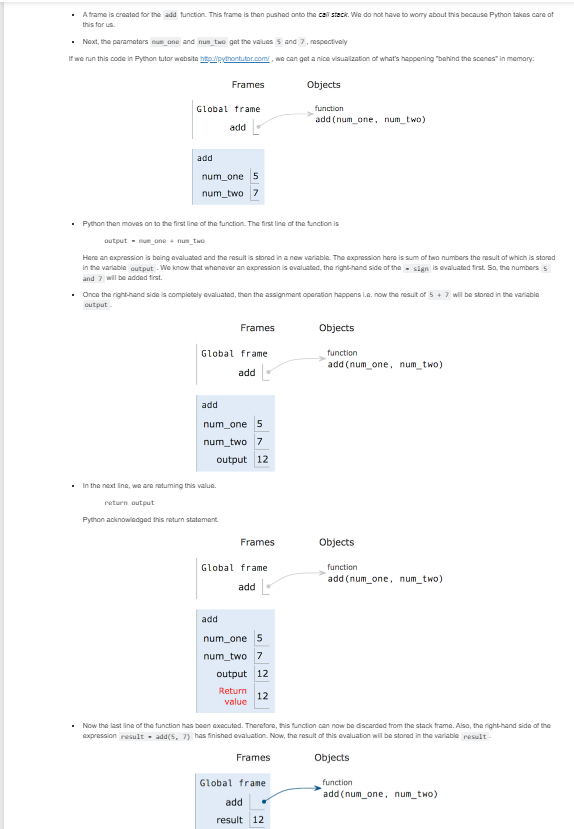 • A frame is created for the add function. This frame is then pushed onto the call stack. We do not have to worry about this because Python takes care of
this for us.
• Next, the parameters num_one and num_two get the values 5 and 7, respectively
If we run this code in Python tutor website http://pythontutor.com/ , we can get a nice visualization of what's happening "behind the scenes" in memory:
Frames Objects
Global frame
add
function
add(num_one, num_two)
add
num_one 5
num_two 7
• Python then moves on to the first line of the function. The first line of the function is
output = num_one + num_two
Here an expression is being evaluated and the result is stored in a new variable. The expression here is sum of two numbers the result of which is stored
in the variable output . We know that whenever an expression is evaluated, the right-hand side of the = sign is evaluated first. So, the numbers 5
and 7 will be added first.
• Once the right-hand side is completely evaluated, then the assignment operation happens i.e. now the result of 5 + 7 will be stored in the variable
output .
Frames Objects
Global frame
add
function
add(num_one, num_two)
add
num_one 5
num_two 7
output 12
• In the next line, we are returning this value.
return output
Python acknowledged this return statement.
Frames Objects
Global frame
add
function
add(num_one, num_two)
add
num_one 5
num_two 7
output 12
Return
value 12
• Now the last line of the function has been executed. Therefore, this function can now be discarded from the stack frame. Also, the right-hand side of the
expression result = add(5, 7) has finished evaluation. Now, the result of this evaluation will be stored in the variable result .
Frames Objects
Global frame
add
result 12
function
add(num_one, num_two)